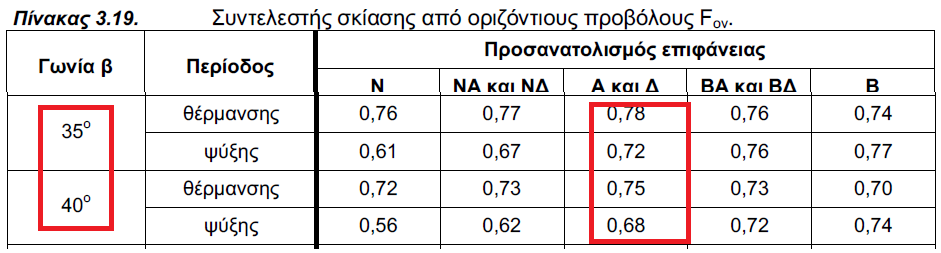 Πίνακας 3.19. Συντελεστής σκίασης από οριζόντιους προβόλους Fον.
Γωνία β Περίοδος Προσανατολισμός επιφάνειας
Ν ΝΑ και ΝΔ Α και Δ ΒΑ και ΒΔ Β
35° θέρμανσης 0,76 0,77 0,78 0,76 0,74
ψύξης 0,61 0,67 0,72 0,76 0,77
40° θέρμανσης 0,72 0,73 0,75 0,73 0,70
ψύξης 0,56 0,62 0,68 0,72 0,74